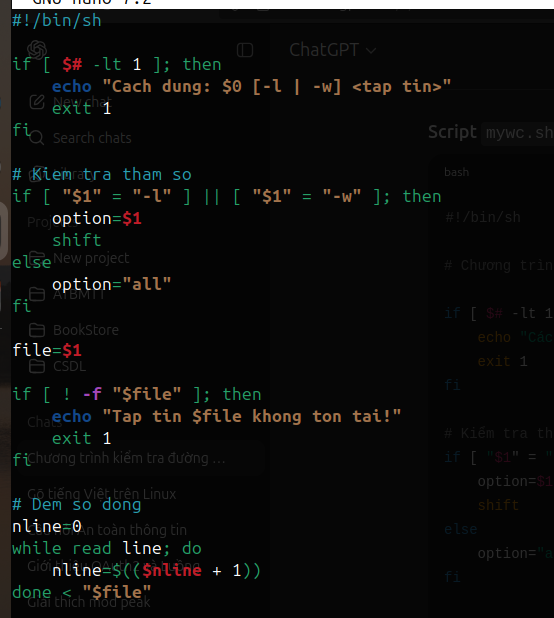 GNU nano 7.2
#!/bin/sh
ChatGPT
if [ $# -lt 1 ]; then
    echo "Cach dung: $0 [-l | -w] <tap tin>"
    exit 1
fi
New chat
Search chats
Script mywc.sh
bash
# Kiem tra tham so
if [ "$1" = "-l" ] || [ "$1" = "-w" ]; then
    option=$1
    shift
else
    option="all"
fi
New project
BookStore
CSDL
#!/bin/sh
# Chương trìn
if [ $# -lt 1
    echo "Các
    exit 1
fi
file=$1
if [ ! -f "$file" ]; then
    echo "Tap tin $file khong ton tai!"
    exit 1
fi
Chats
Chương trình kiểm tra đường ...
Gõ tiếng Việt trên Linux
# Kiểm tra th
if [ "$1" = "
    option=$1
    shift
else
    option="a
fi
# Dem so dong
nline=0
while read line; do
    nline=$(($nline + 1))
done < "$file"
an toàn thông tin
Giải thích mod peak